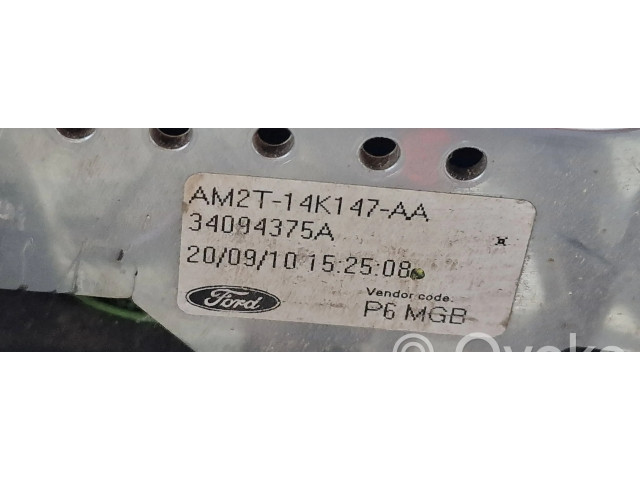 AM2T-14K147-AA
34094375A
20/09/10 15:25:08
Ford
Vendor code:
P6 MGB